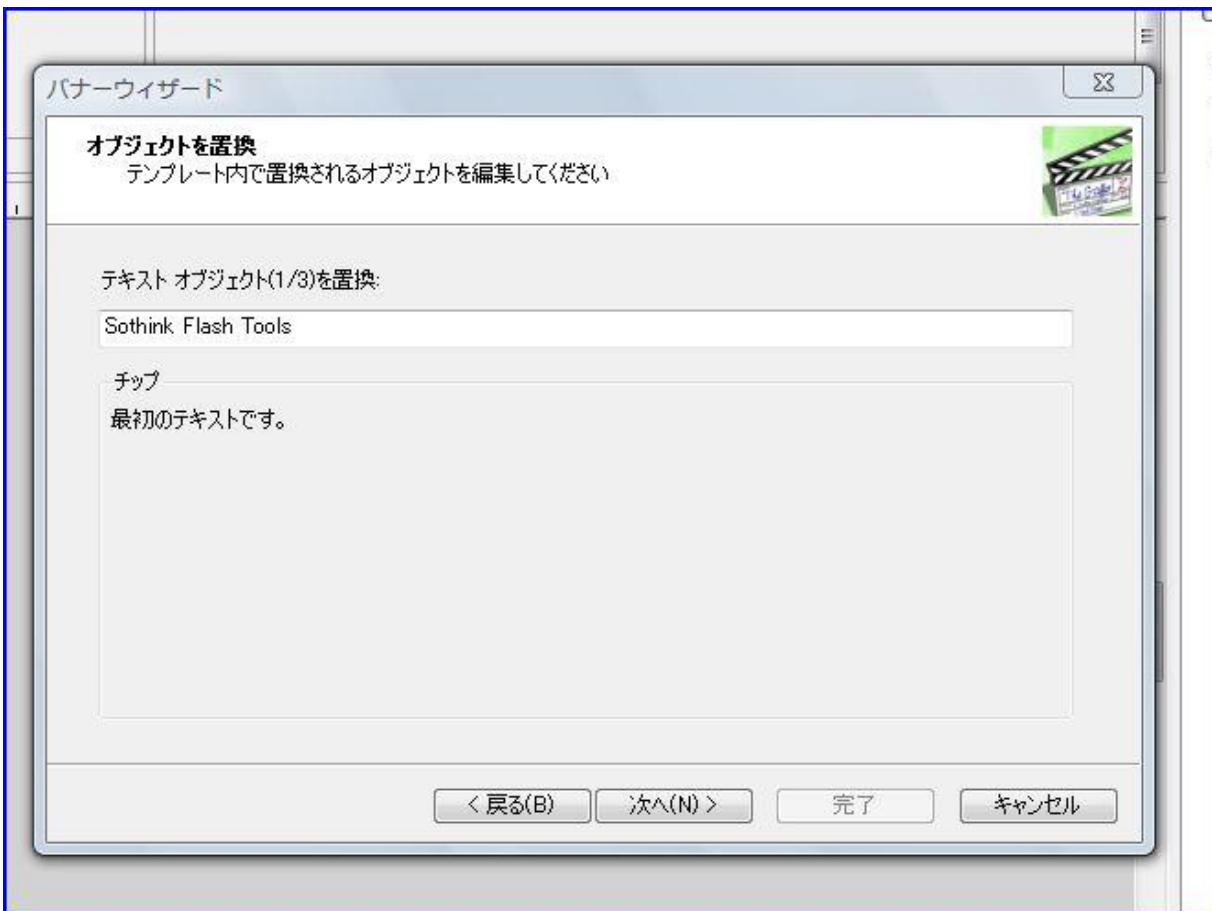 バナーウィザード
オブジェクトを置換
テンプレート内で置換されるオブジェクトを編集してください
テキスト オブジェクト(1/3)を置換:
Sothink Flash Tools
チップ
最初のテキストです。
< 戻る(B)
次へ(N) >
完了
キャンセル